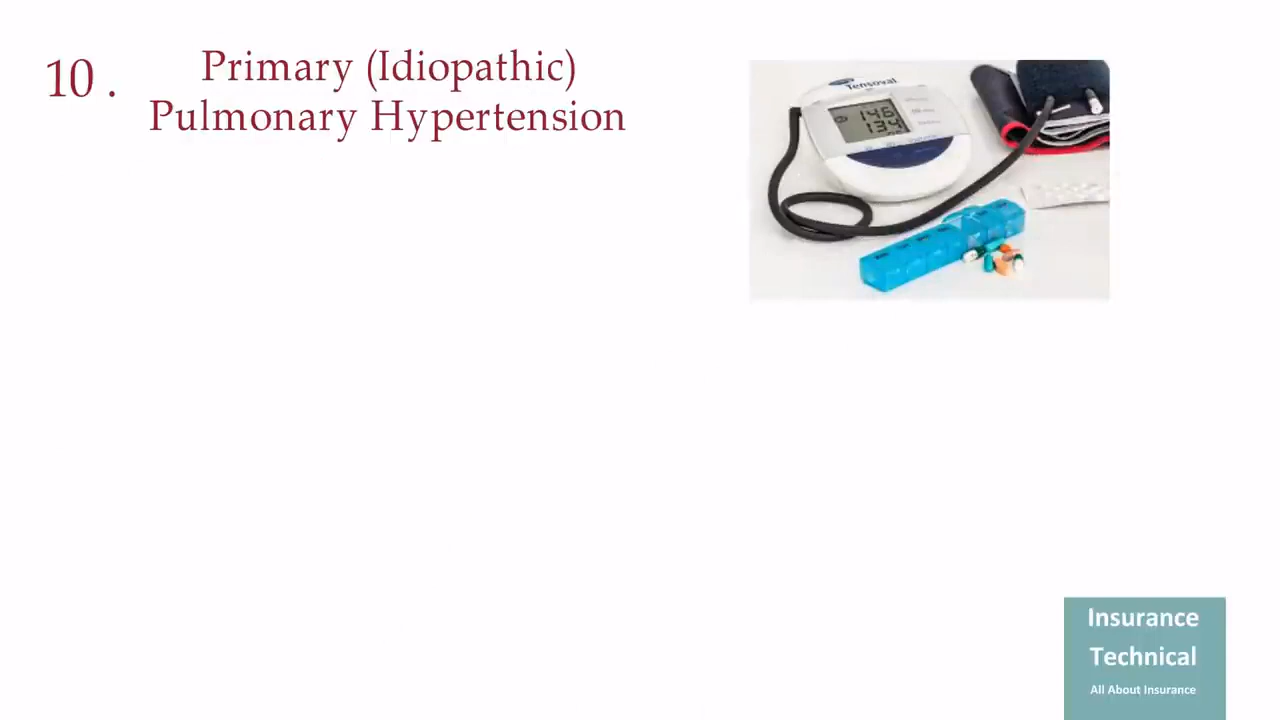 10 .
Primary (Idiopathic)
Pulmonary Hypertension
Tensoval
146
134
Insurance
Technical
All About Insurance